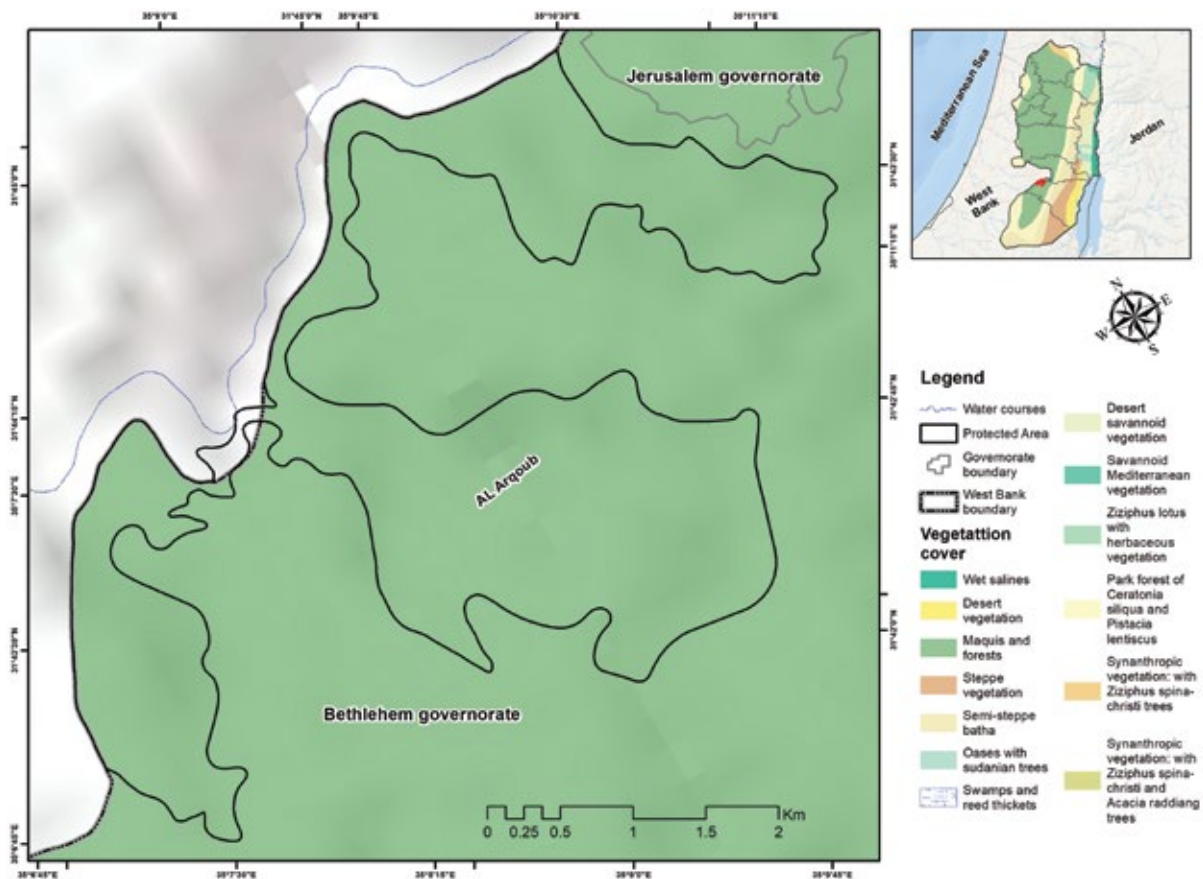 Jerusalem governorate
AL Arqoub
Bethlehem governorate
0 0.25 0.5 1 1.5 2 Km
Mediterranean Sea
Jordan
West
Bank
N
E
S
W
Legend
Water courses
Protected Area
Governorate
boundary
West Bank
boundary
Vegetattion
cover
Wet salines
Desert
vegetation
Maquis and
forests
Steppe
vegetation
Semi-steppe
batha
Oases with
sudanian trees
Swamps and
reed thickets
Desert
savannoid
vegetation
Savannoid
Mediterranean
vegetation
Ziziphus lotus
with
herbaceous
vegetation
Park forest of
Ceratonia
siliqua and
Pistacia
lentiscus
Synanthropic
vegetation: with
Ziziphus spina-
christi trees
Synanthropic
vegetation: with
Ziziphus spina-
christi and
Acacia raddiang
trees